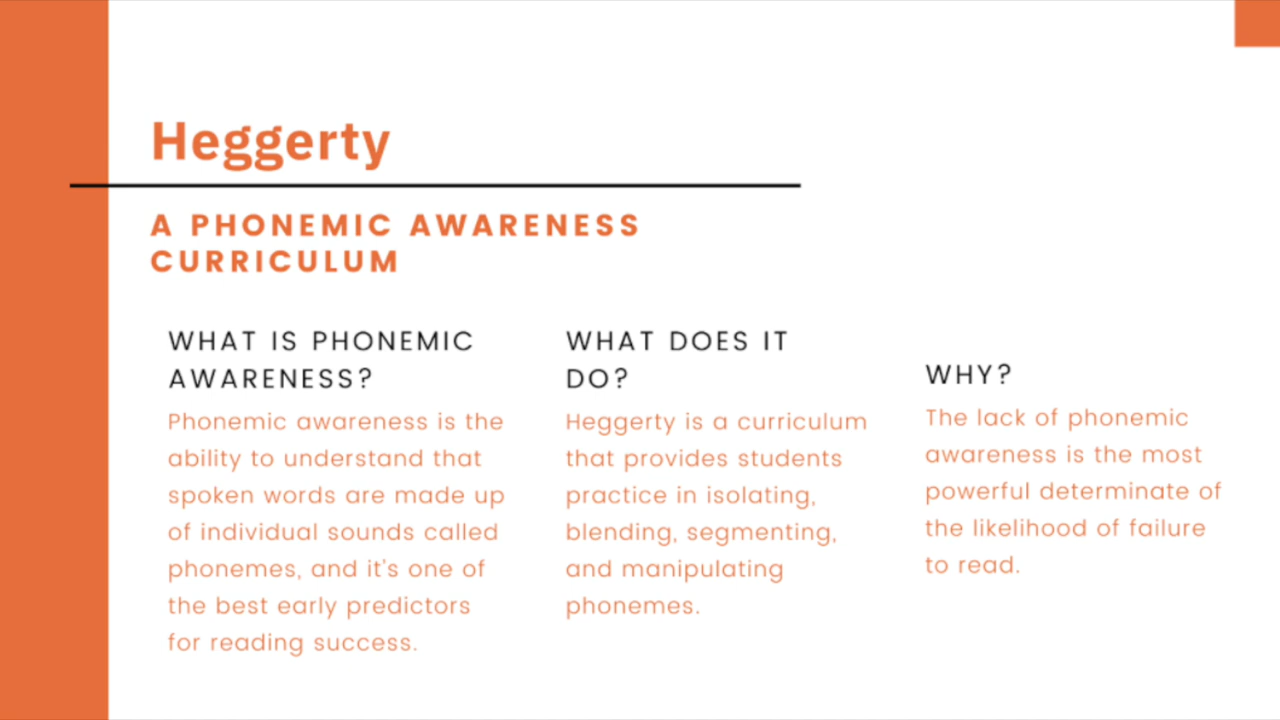 Heggerty
A PHONEMIC AWARENESS
CURRICULUM
WHAT IS PHONEMIC
AWARENESS?
Phonemic awareness is the
ability to understand that
spoken words are made up
of individual sounds called
phonemes, and it's one of
the best early predictors
for reading success.
WHAT DOES IT
DO?
Heggerty is a curriculum
that provides students
practice in isolating,
blending, segmenting,
and manipulating
phonemes.
WHY?
The lack of phonemic
awareness is the most
powerful determinate of
the likelihood of failure
to read.